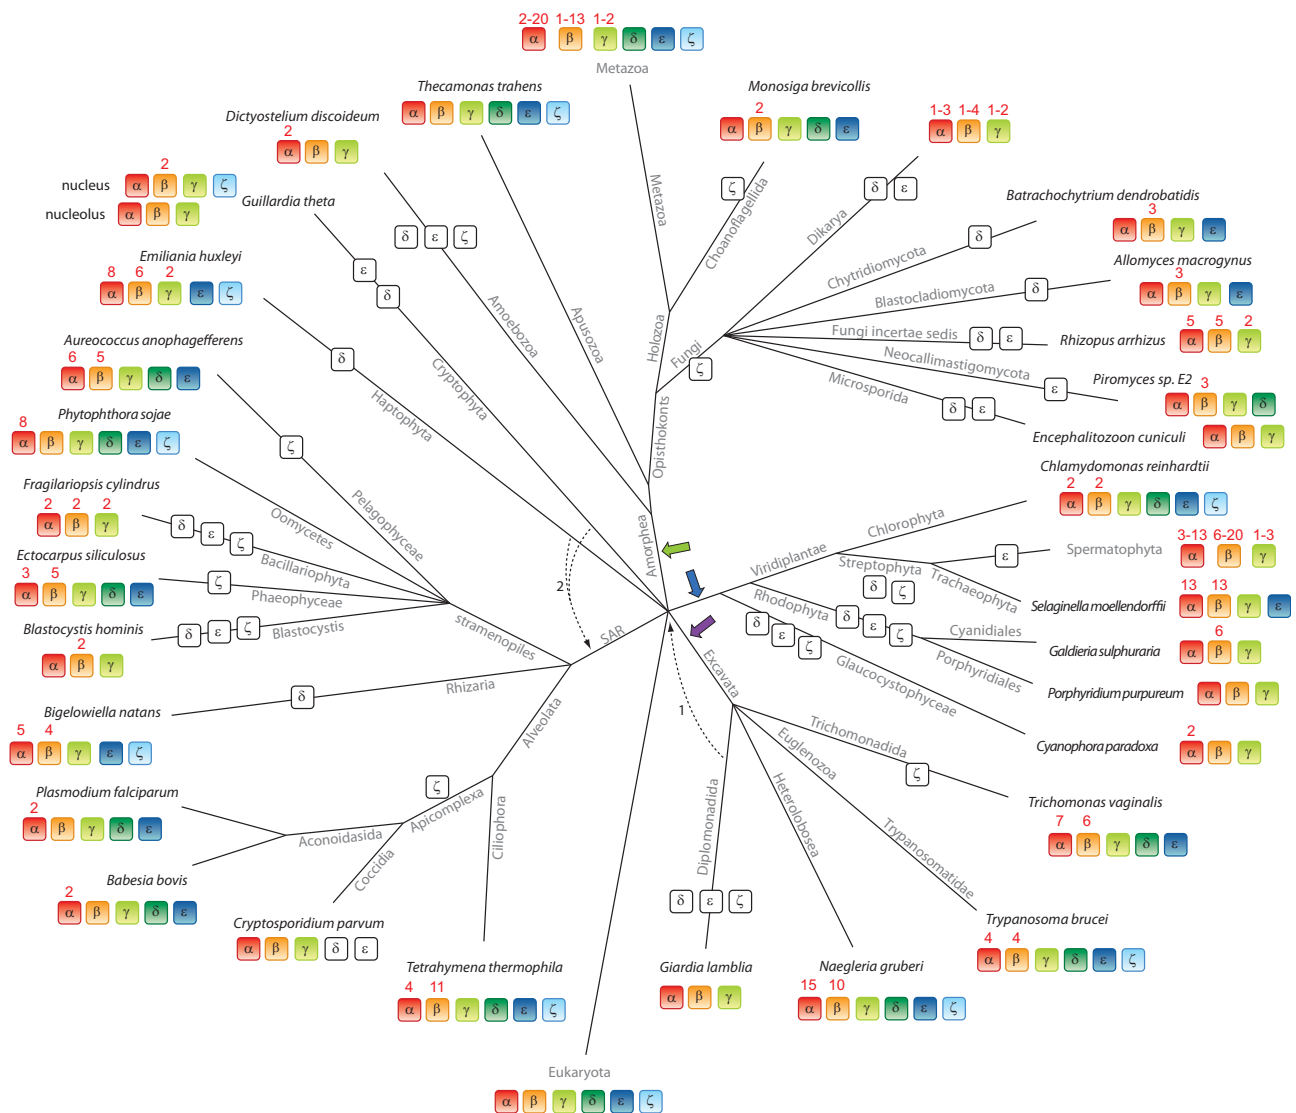 2-20 1-13 1-2
α β γ δ ε ζ
Metazoa
Thecamonas trahens
α β γ δ ε ζ
Monosiga brevicollis
2
α β γ δ ε
1-3 1-4 1-2
α β γ
Dictyostelium discoideum
2
α β γ
nucleus
2
α β γ ζ
nucleolus
α β γ
Guillardia theta
Batrachochytrium dendrobatidis
3
α β γ ε
Emiliania huxleyi
8 6 2
α β γ ε ζ
Allomyces macrogynus
3
α β γ ε
Rhizopus arrhizus
5 5 2
α β γ
Aureococcus anophagefferens
6 5
α β γ δ ε
Piromyces sp. E2
3
α β γ δ
Encephalitozoon cuniculi
α β γ
Phytophthora sojae
8
α β γ δ ε ζ
Chlamydomonas reinhardtii
2 2
α β γ δ ε ζ
Fragilariopsis cylindrus
2 2 2
α β γ
Spermatophyta
3-13 6-20 1-3
α β γ
Ectocarpus siliculosus
3 5
α β γ δ ε
Selaginella moellendorffii
13 13
α β γ ε
Blastocystis hominis
2
α β γ
Galdieria sulphuraria
6
α β γ
Porphyridium purpureum
α β γ
Bigelowiella natans
5 4
α β γ ε ζ
Cyanophora paradoxa
2
α β γ
Plasmodium falciparum
2
α β γ δ ε
Trichomonas vaginalis
7 6
α β γ δ ε
Babesia bovis
2
α β γ δ ε
Cryptosporidium parvum
α β γ δ ε
Trypanosoma brucei
4 4
α β γ δ ε ζ
Tetrahymena thermophila
4 11
α β γ δ ε ζ
Giardia lamblia
α β γ
Naegleria gruberi
15 10
α β γ δ ε ζ
Eukaryota
α β γ δ ε ζ
Metazoa
ζ
Choanoflagellida
δ ε
Dikarya
δ
Chytridiomycota
δ
Blastocladiomycota
Fungi incertae sedis
δ ε
Neocallimastigomycota
ε
Microsporida
δ ε
Holozoa
Fungi
ζ
Opisthokonts
Apusozoa
δ ε ζ
Amoebozoa
ε
δ
Cryptophyta
δ
Haptophyta
Amorphea
ζ
Pelagophyceae
Oomycetes
δ ε ζ
Bacillariophyta
ζ
Phaeophyceae
δ ε ζ
Blastocystis
stramenopiles
SAR
2
δ
Rhizaria
Alveolata
ζ
Apicomplexa
Aconoidasida
Coccidia
Ciliophora
Viridiplantae
Chlorophyta
Streptophyta
δ ζ
ε
Trachaeophyta
Rhodophyta
δ ε ζ
Cyanidiales
Porphyridiales
δ ε ζ
Glaucocystophyceae
Excavata
1
Trichomonadida
ζ
Euglenozoa
Trypanosomatidae
Heterolobosea
Diplomonadida
δ ε ζ